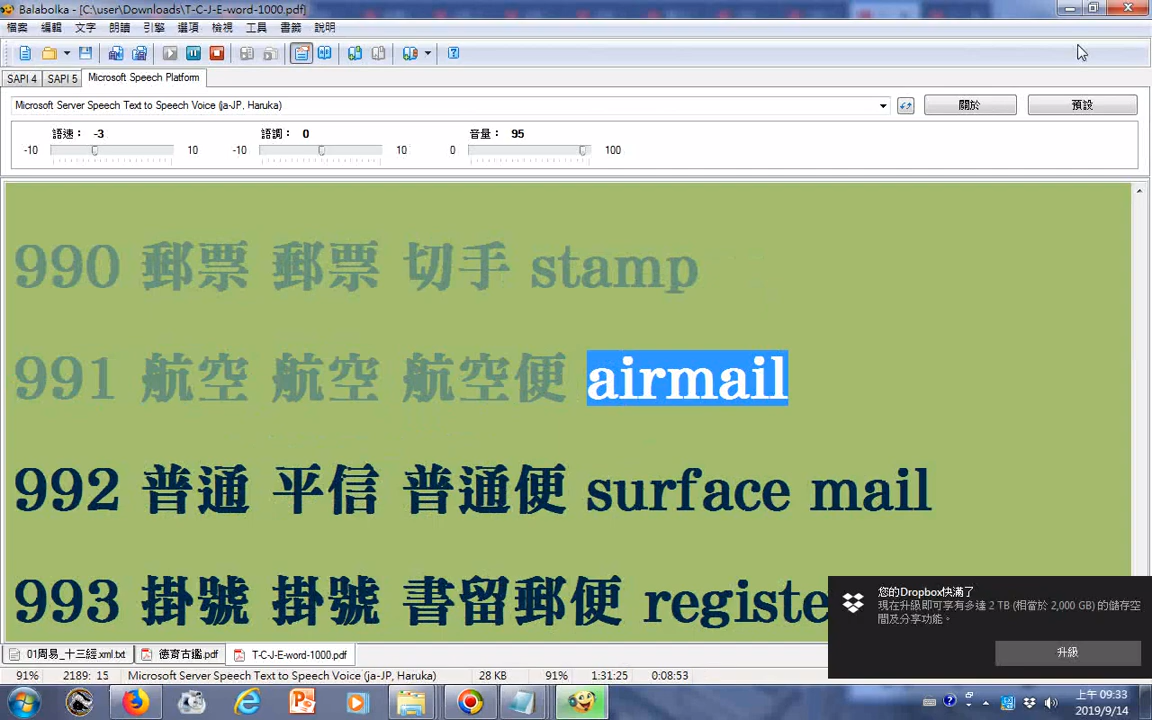 Balabolka - [C:\user\Downloads\T-C-J-E-word-1000.pdf]
檔案 編輯 文字 朗讀 引擎 選項 檢視 工具 書籤 說明
SAPI 4 SAPI 5 Microsoft Speech Platform
Microsoft Server Speech Text to Speech Voice (ja-JP, Haruka) 關於 預設
語速： -3 語調： 0 音量： 95
-10 10 -10 10 0 100
990 郵票 郵票 切手 stamp
991 航空 航空 航空便 airmail
992 普通 平信 普通便 surface mail
993 掛號 掛號 書留郵便 registe
您的Dropbox快滿了
現在升級即可享有多達 2 TB (相當於 2,000 GB) 的儲存空
間及分享功能。
升級
01周易_十三經.xml.txt 德育古鑑.pdf T-C-J-E-word-1000.pdf
91% 2189: 15 Microsoft Server Speech Text to Speech Voice (ja-JP, Haruka) 28 KB 91% 1:31:25 0:08:53
上午 09:33
2019/9/14